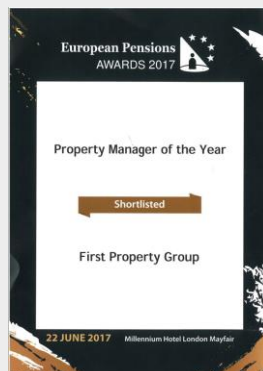 European Pensions
AWARDS 2017
Property Manager of the Year
Shortlisted
First Property Group
22 JUNE 2017 Millennium Hotel London Mayfair